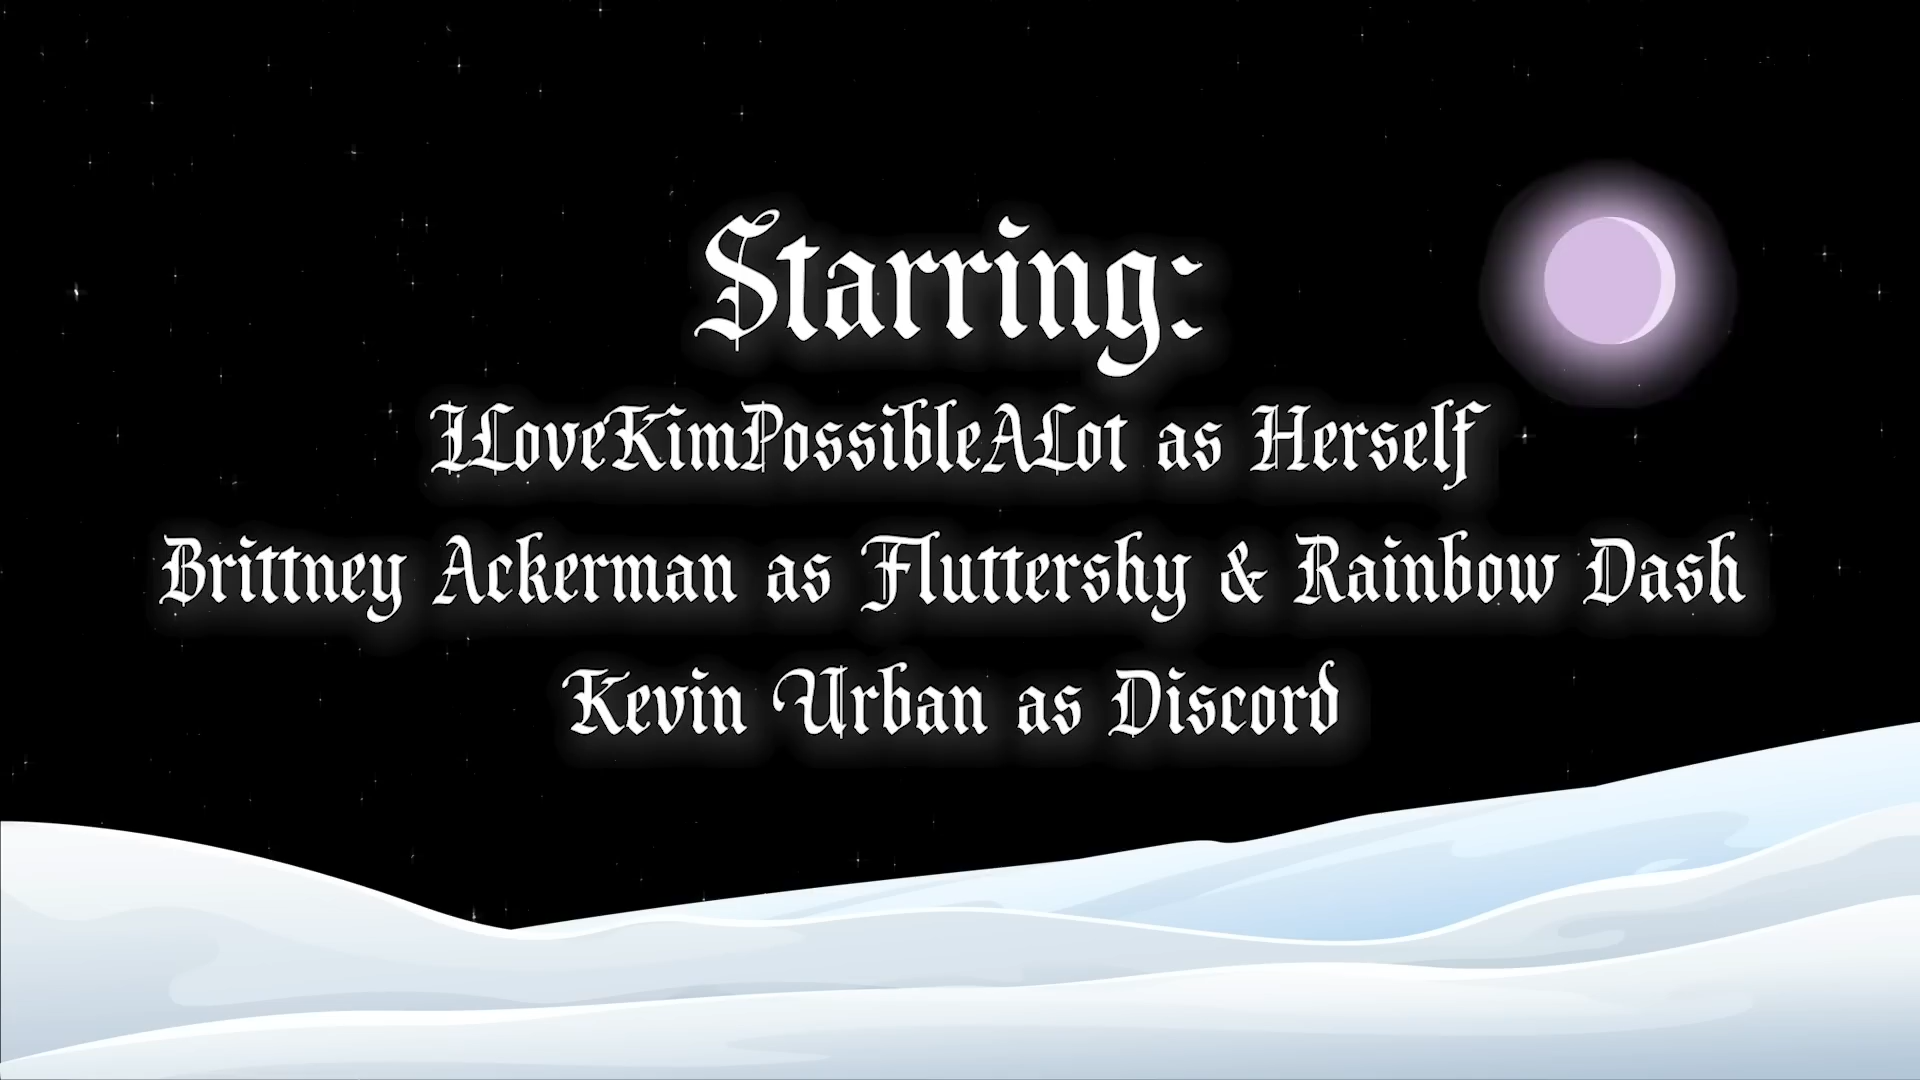 Starring:
ILoveKimPossibleALot as Herself
Brittney Ackerman as Fluttershy & Rainbow Dash
Kevin Urban as Discord